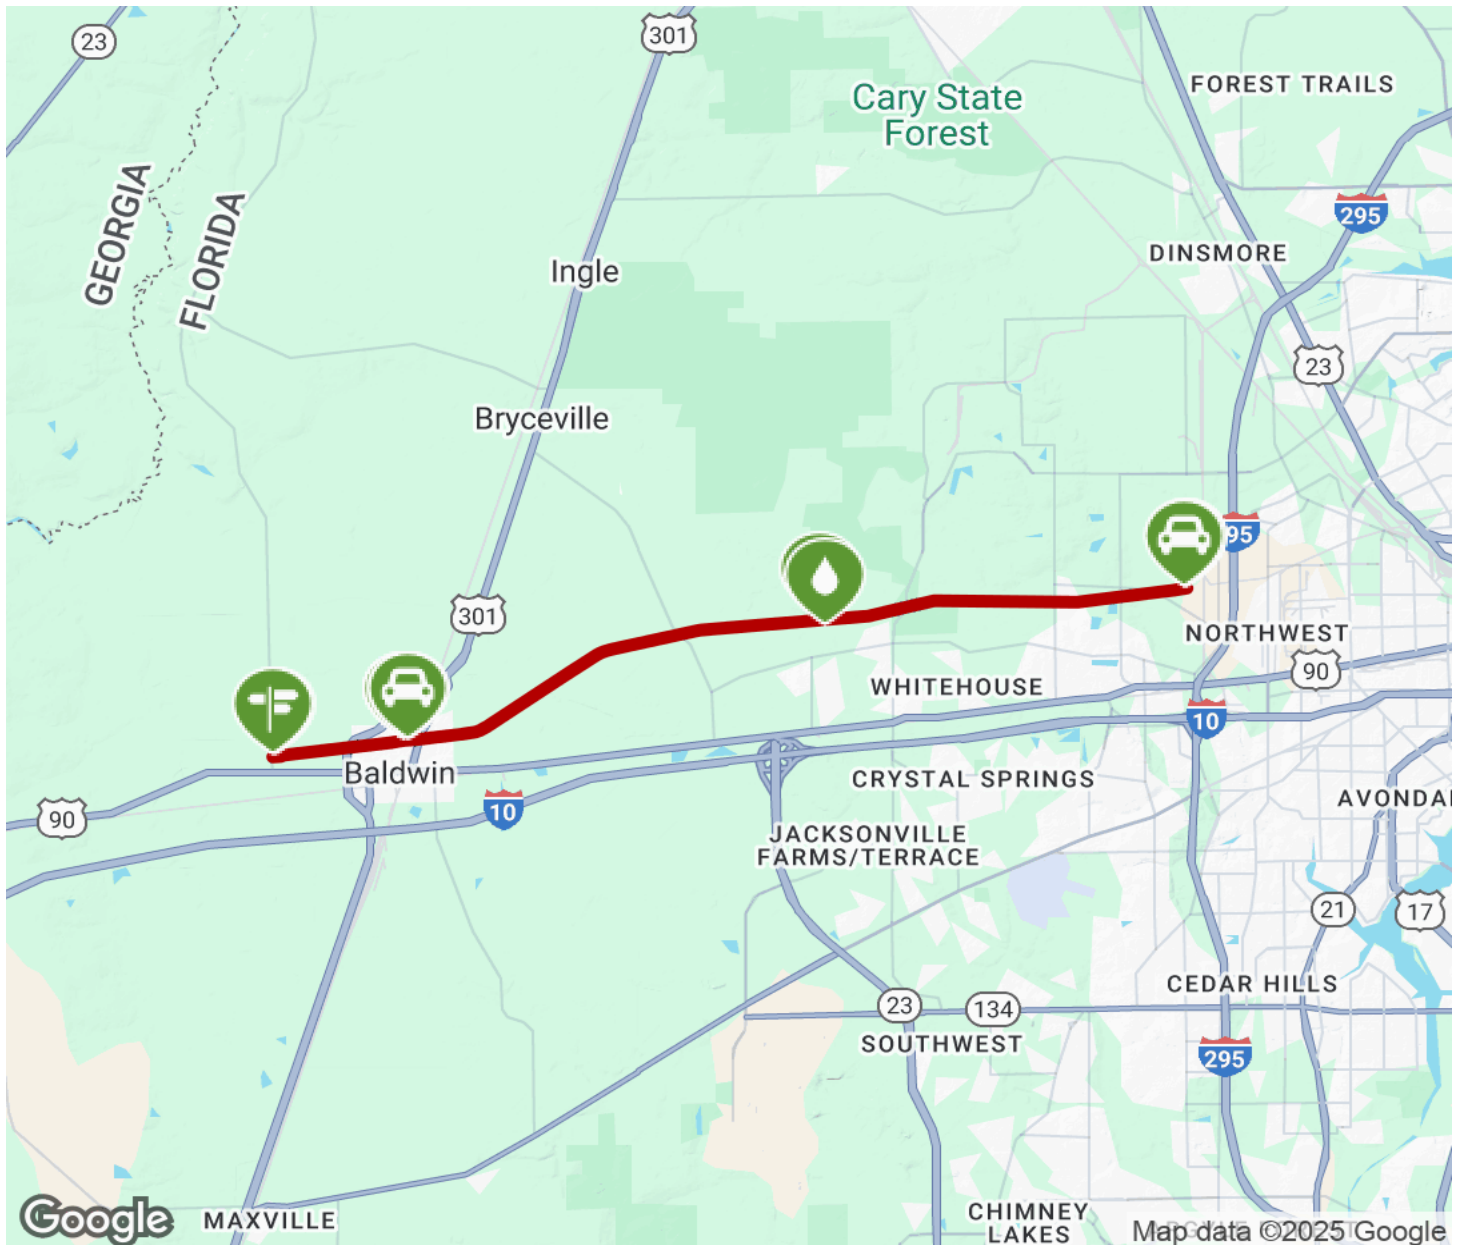 23
301
FOREST TRAILS
Cary State
Forest
GEORGIA
FLORIDA
295
DINSMORE
Ingle
23
Bryceville
95
301
NORTHWEST
90
WHITEHOUSE
10
Baldwin
CRYSTAL SPRINGS
90
10
AVONDAL
JACKSONVILLE
FARMS/TERRACE
21
17
CEDAR HILLS
23
134
SOUTHWEST
295
Google
MAXVILLE
CHIMNEY
LAKES
Map data ©2025 Google